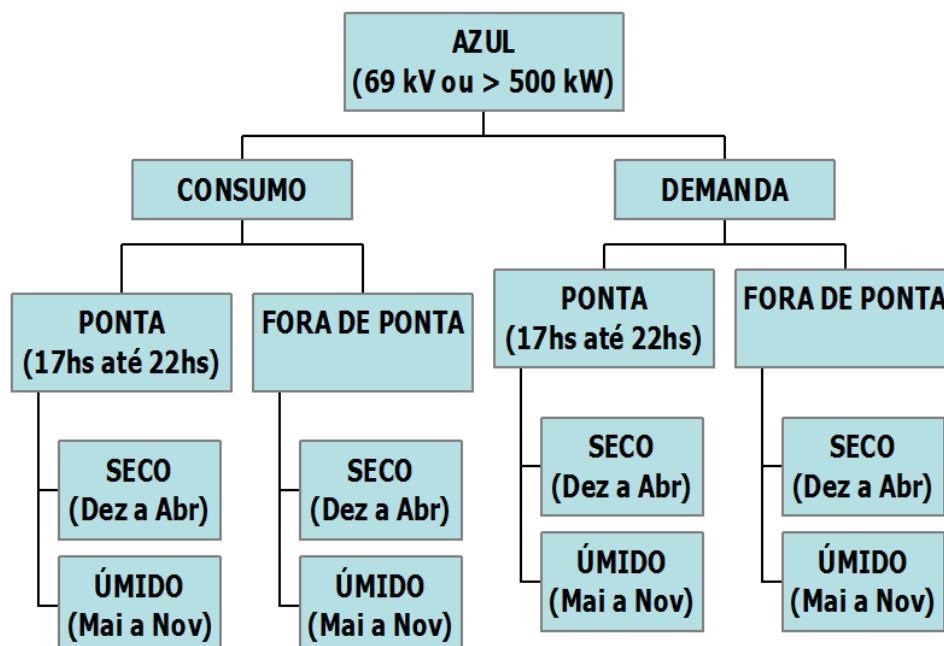 AZUL
(69 kV ou > 500 kW)
CONSUMO
DEMANDA
PONTA
(17hs até 22hs)
FORA DE PONTA
PONTA
(17hs até 22hs)
FORA DE PONTA
SECO
(Dez a Abr)
SECO
(Dez a Abr)
SECO
(Dez a Abr)
SECO
(Dez a Abr)
ÚMIDO
(Mai a Nov)
ÚMIDO
(Mai a Nov)
ÚMIDO
(Mai a Nov)
ÚMIDO
(Mai a Nov)